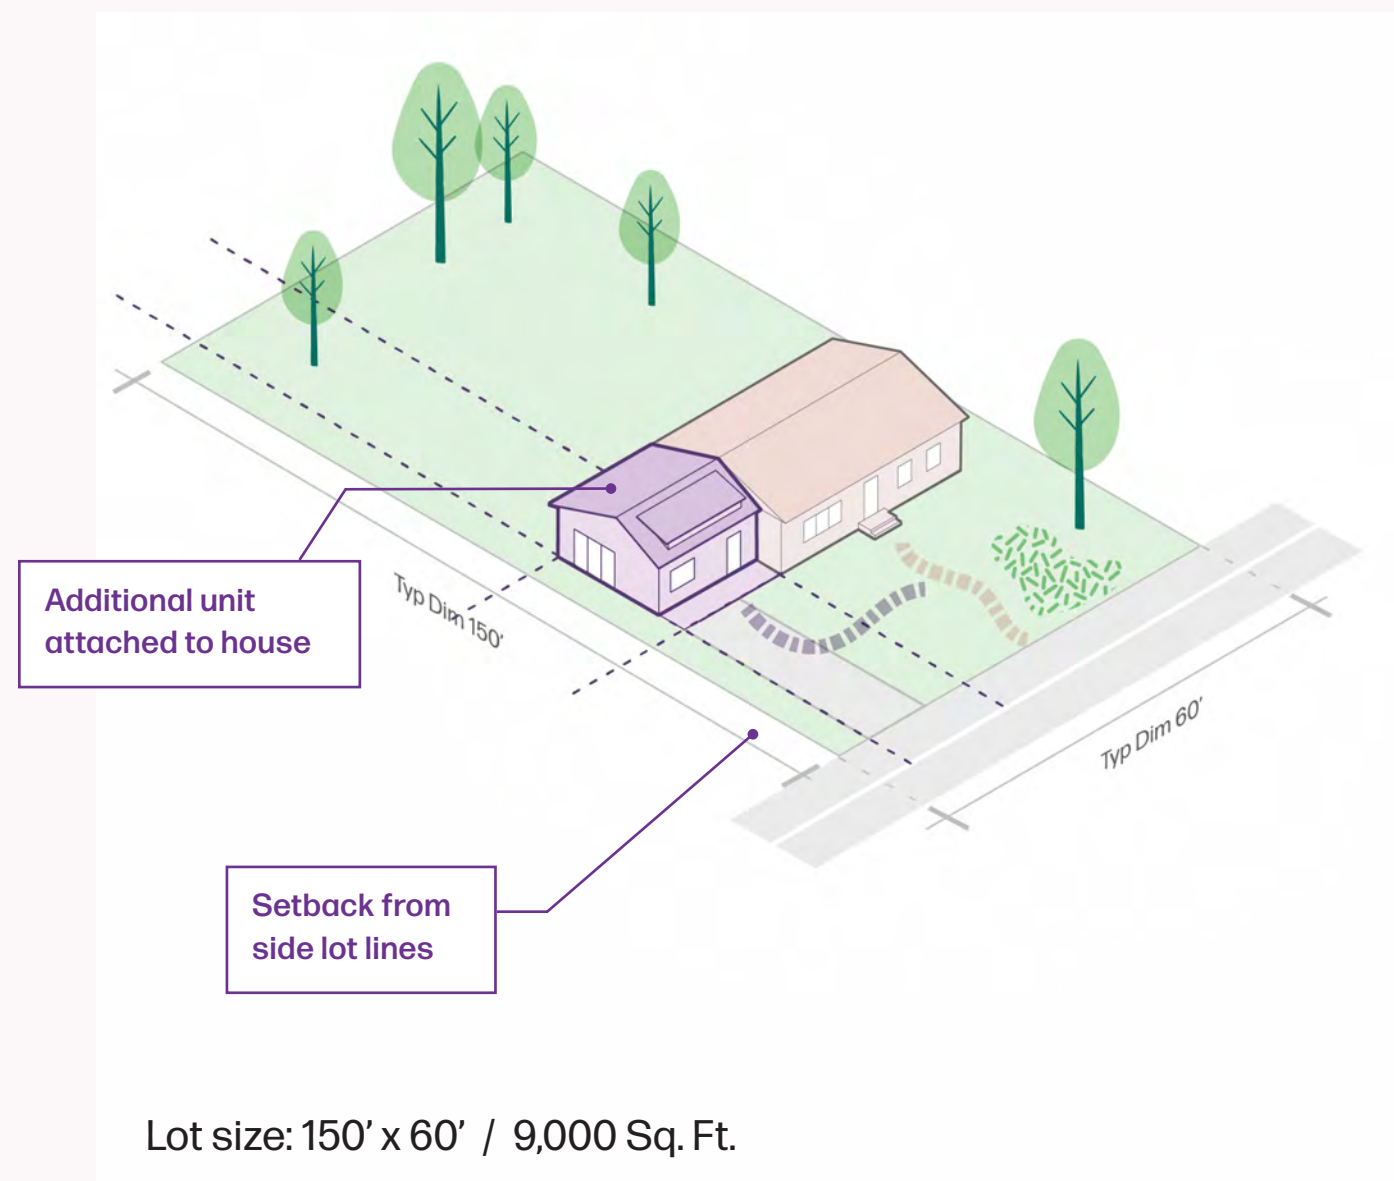 Additional unit
attached to house
Typ Dim 150’
Typ Dim 60’
Setback from
side lot lines
Lot size: 150’ x 60’ / 9,000 Sq. Ft.